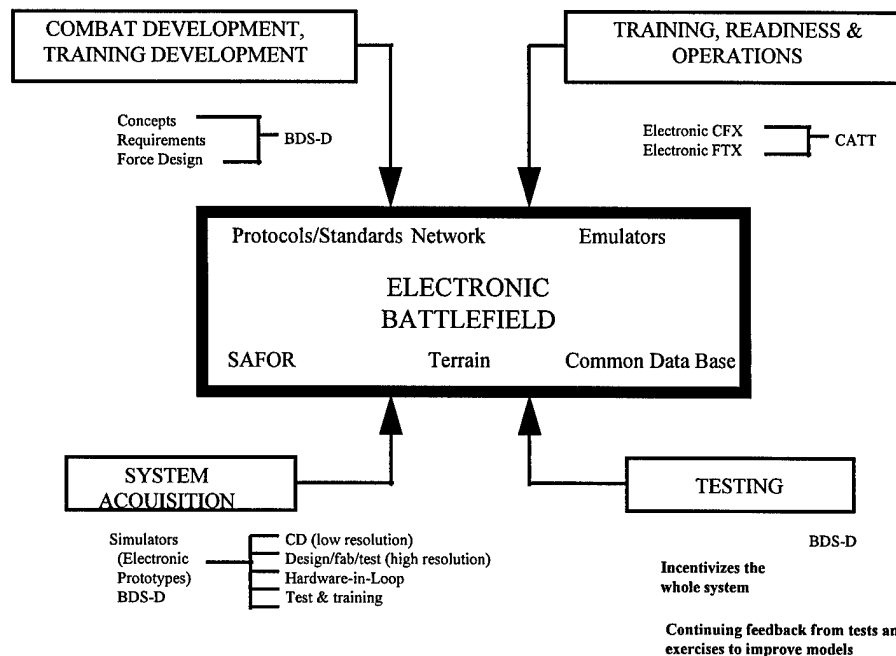 COMBAT DEVELOPMENT,
TRAINING DEVELOPMENT
TRAINING, READINESS &
OPERATIONS
Concepts
Requirements
Force Design
BDS-D
Electronic CFX
Electronic FTX
CATT
Protocols/Standards Network Emulators
ELECTRONIC
BATTLEFIELD
SAFOR Terrain Common Data Base
SYSTEM
ACQUISITION
TESTING
Simulators
(Electronic
Prototypes)
BDS-D
CD (low resolution)
Design/fab/test (high resolution)
Hardware-in-Loop
Test & training
BDS-D
Incentivizes the
whole system
Continuing feedback from tests an
exercises to improve models